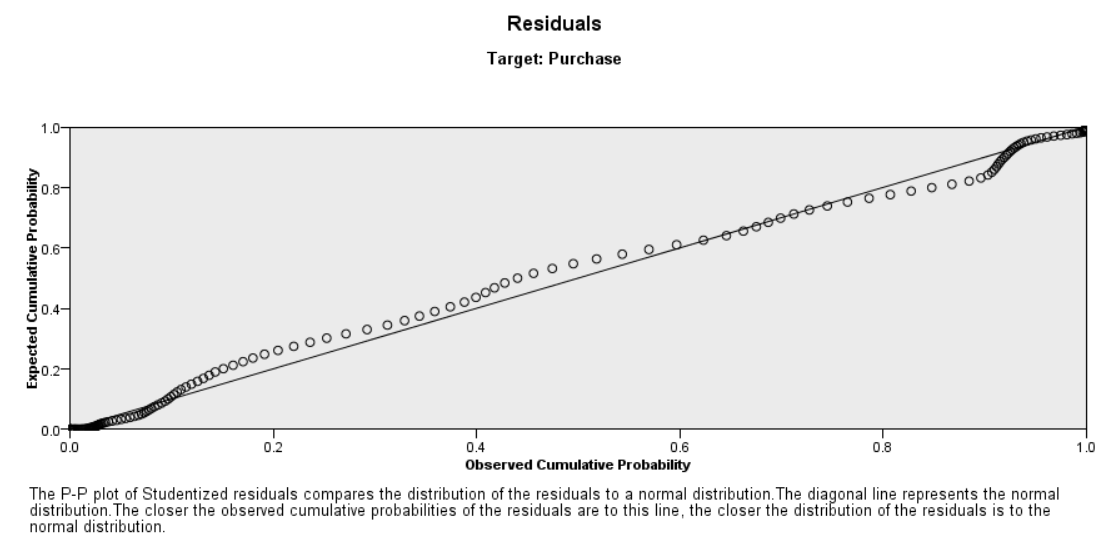 Residuals
Target: Purchase
Expected Cumulative Probability
1.0
0.8
0.6
0.4
0.2
0.0
0.0 0.2 0.4 0.6 0.8 1.0
Observed Cumulative Probability
The P-P plot of Studentized residuals compares the distribution of the residuals to a normal distribution.The diagonal line represents the normal
distribution.The closer the observed cumulative probabilities of the residuals are to this line, the closer the distribution of the residuals is to the
normal distribution.